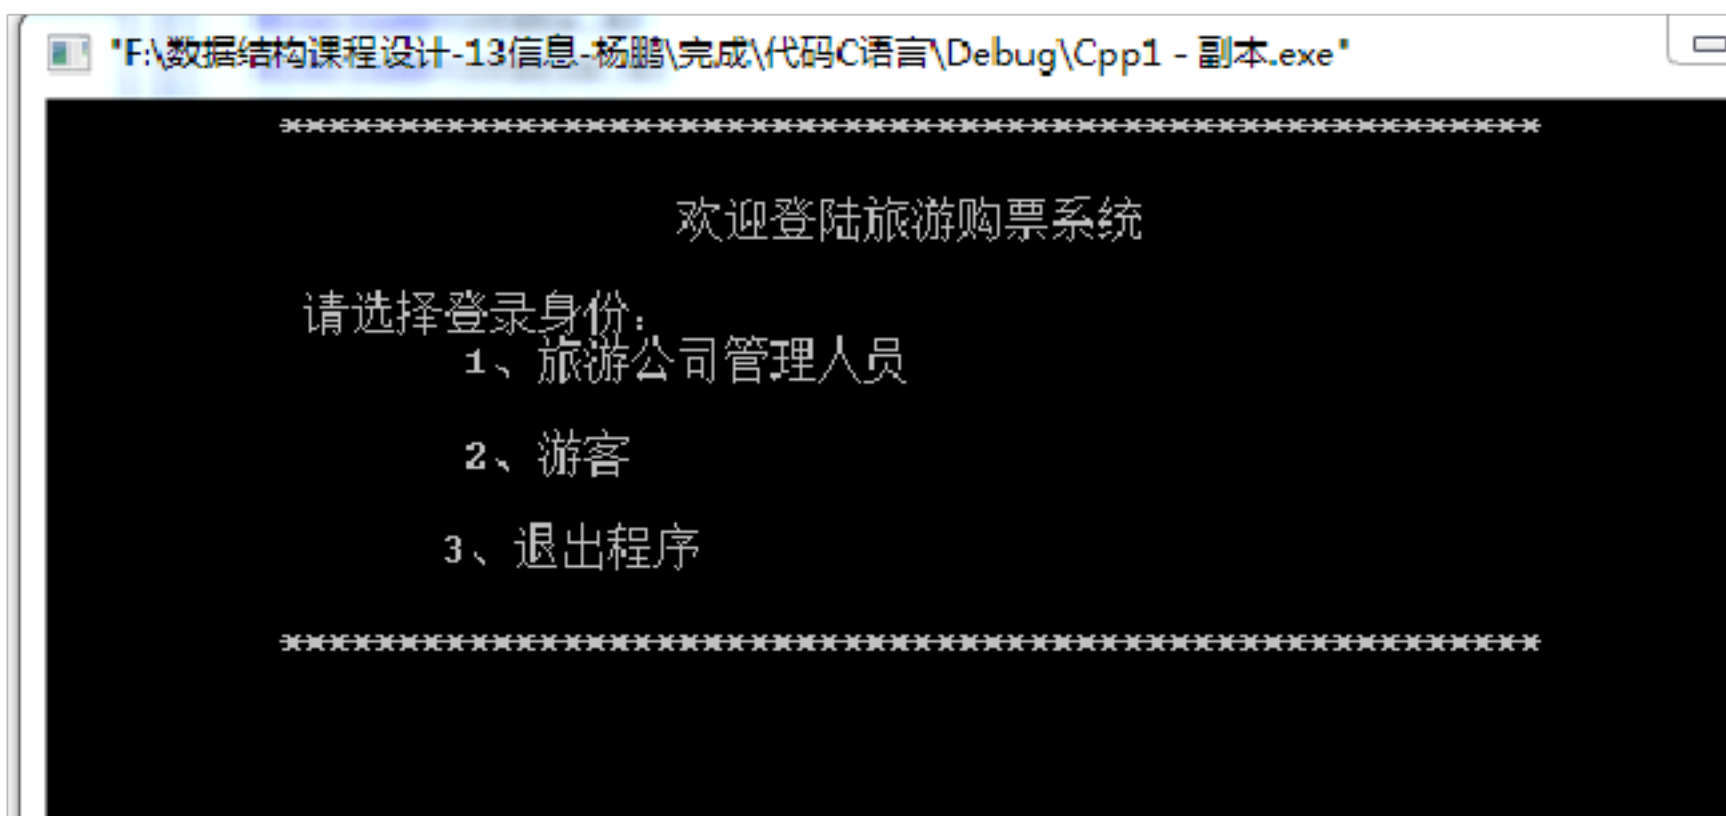 "F:\数据结构课程设计-13信息-杨鹏\完成\代码C语言\Debug\Cpp1 - 副本.exe"
******************************************************
欢迎登陆旅游购票系统
请选择登录身份:
1、旅游公司管理人员
2、游客
3、退出程序
******************************************************